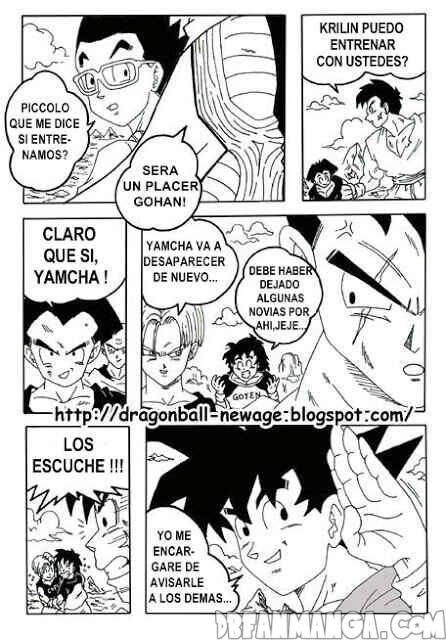 PICCOLO
QUE ME DICE
SI ENTRE-
NAMOS?
SERA
UN PLACER
GOHAN!
KRILIN PUEDO
ENTRENAR
CON USTEDES?
CLARO
QUE SI,
YAMCHA !
YAMCHA VA A
DESAPARECER
DE NUEVO...
DEBE HABER
DEJADO
ALGUNAS
NOVIAS POR
AHI,JEJE...
GOTEN
http://dragonball-newage.blogspot.com/
LOS
ESCUCHE !!!
YO ME
ENCAR-
GARE DE
AVISARLE
A LOS DEMAS...
DBFANMANGA.COM